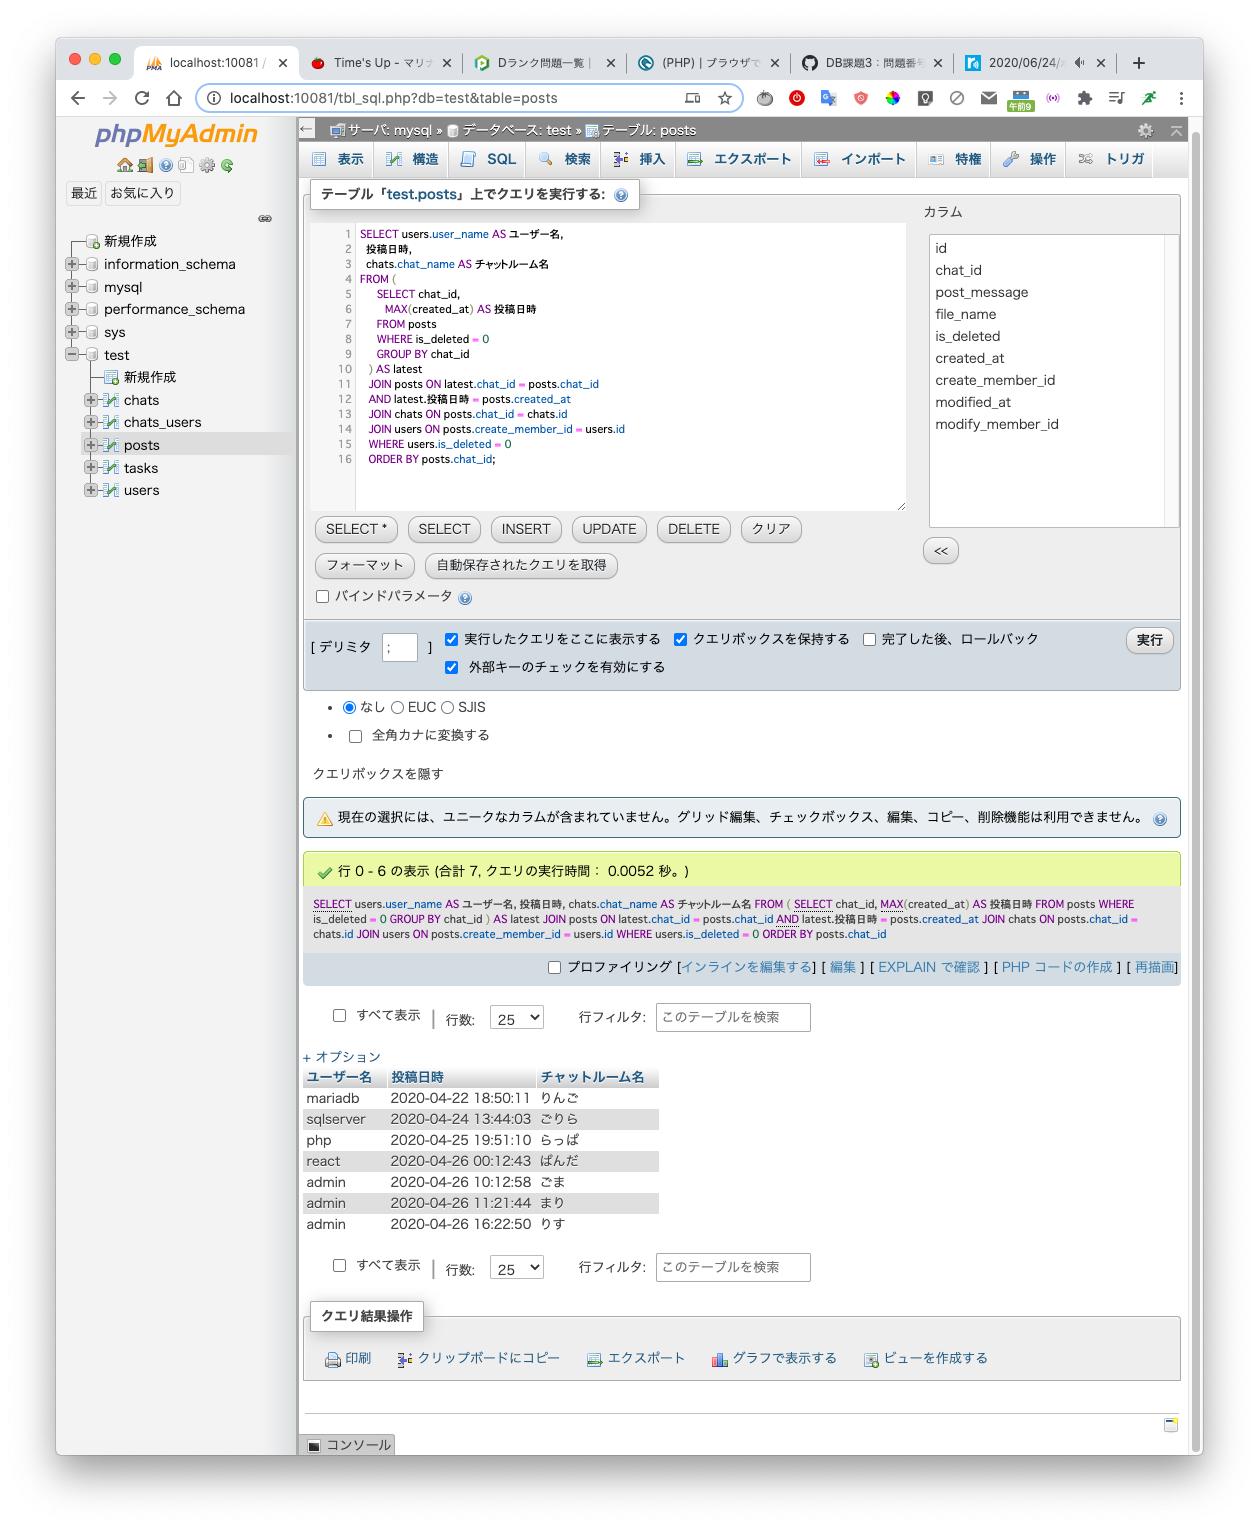 localhost:10081 /
Time's Up - マリナ
Dランク問題一覧 |
(PHP) | ブラウザで
DB課題3：問題番号
2020/06/24/
localhost:10081/tbl_sql.php?db=test&table=posts
午前9
phpMyAdmin
最近
お気に入り
新規作成
information_schema
mysql
performance_schema
sys
test
新規作成
chats
chats_users
posts
tasks
users
サーバ: mysql » データベース: test » テーブル: posts
表示
構造
SQL
検索
挿入
エクスポート
インポート
特権
操作
トリガ
テーブル「test.posts」上でクエリを実行する:
1 SELECT users.user_name AS ユーザー名,
2 投稿日時,
3 chats.chat_name AS チャットルーム名
4 FROM (
5 SELECT chat_id,
6 MAX(created_at) AS 投稿日時
7 FROM posts
8 WHERE is_deleted = 0
9 GROUP BY chat_id
10 ) AS latest
11 JOIN posts ON latest.chat_id = posts.chat_id
12 AND latest.投稿日時 = posts.created_at
13 JOIN chats ON posts.chat_id = chats.id
14 JOIN users ON posts.create_member_id = users.id
15 WHERE users.is_deleted = 0
16 ORDER BY posts.chat_id;
カラム
id
chat_id
post_message
file_name
is_deleted
created_at
create_member_id
modified_at
modify_member_id
<<
SELECT *
SELECT
INSERT
UPDATE
DELETE
クリア
フォーマット
自動保存されたクエリを取得
バインドパラメータ
[ デリミタ ; ]
実行したクエリをここに表示する
クエリボックスを保持する
完了した後、ロールバック
外部キーのチェックを有効にする
実行
• なし EUC SJIS
• 全角カナに変換する
クエリボックスを隠す
現在の選択には、ユニークなカラムが含まれていません。グリッド編集、チェックボックス、編集、コピー、削除機能は利用できません。
行 0 - 6 の表示 (合計 7, クエリの実行時間： 0.0052 秒。)
SELECT users.user_name AS ユーザー名, 投稿日時, chats.chat_name AS チャットルーム名 FROM ( SELECT chat_id, MAX(created_at) AS 投稿日時 FROM posts WHERE
is_deleted = 0 GROUP BY chat_id ) AS latest JOIN posts ON latest.chat_id = posts.chat_id AND latest.投稿日時 = posts.created_at JOIN chats ON posts.chat_id =
chats.id JOIN users ON posts.create_member_id = users.id WHERE users.is_deleted = 0 ORDER BY posts.chat_id
プロファイリング [インラインを編集する] [ 編集 ] [ EXPLAIN で確認 ] [ PHP コードの作成 ] [ 再描画]
すべて表示 | 行数: 25 行フィルタ: このテーブルを検索
+ オプション
ユーザー名 投稿日時 チャットルーム名
mariadb 2020-04-22 18:50:11 りんご
sqlserver 2020-04-24 13:44:03 ごりら
php 2020-04-25 19:51:10 らっぱ
react 2020-04-26 00:12:43 ぱんだ
admin 2020-04-26 10:12:58 ごま
admin 2020-04-26 11:21:44 まり
admin 2020-04-26 16:22:50 りす
すべて表示 | 行数: 25 行フィルタ: このテーブルを検索
クエリ結果操作
印刷
クリップボードにコピー
エクスポート
グラフで表示する
ビューを作成する
コンソール